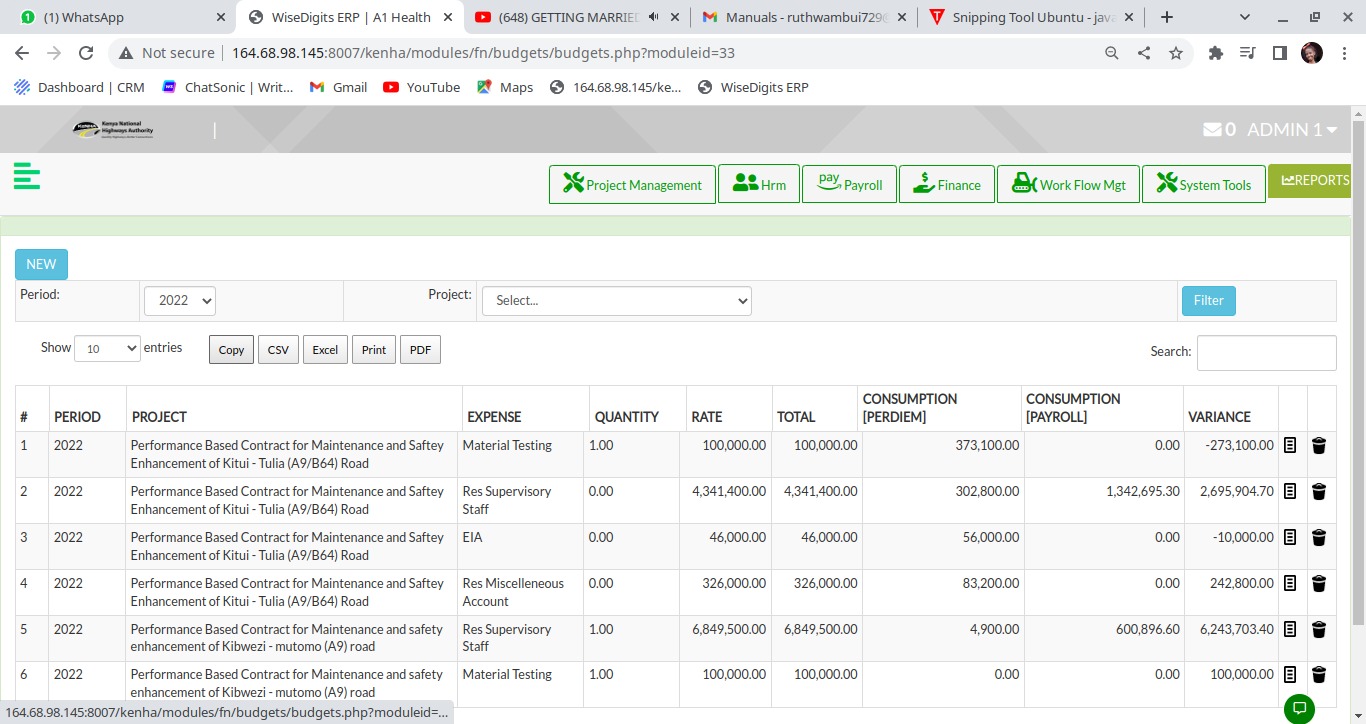 (1) WhatsApp
WiseDigits ERP | A1 Health
(648) GETTING MARRIED
Manuals - ruthwambui729@
Snipping Tool Ubuntu - java
Not secure | 164.68.98.145:8007/kenha/modules/fn/budgets/budgets.php?moduleid=33
Dashboard | CRM
ChatSonic | Writ...
Gmail
YouTube
Maps
164.68.98.145/ke...
WiseDigits ERP
Kenya National
Highways Authority
0 ADMIN 1
Project Management
Hrm
pay Payroll
Finance
Work Flow Mgt
System Tools
REPORTS
NEW
Period: 2022 Project: Select... Filter
Show 10 entries Copy CSV Excel Print PDF Search:
# PERIOD PROJECT EXPENSE QUANTITY RATE TOTAL CONSUMPTION [PERDIEM] CONSUMPTION [PAYROLL] VARIANCE
1 2022 Performance Based Contract for Maintenance and Saftey Material Testing 1.00 100,000.00 100,000.00 373,100.00 0.00 -273,100.00
Enhancement of Kitui - Tulia (A9/B64) Road
2 2022 Performance Based Contract for Maintenance and Saftey Res Supervisory 0.00 4,341,400.00 4,341,400.00 302,800.00 1,342,695.30 2,695,904.70
Enhancement of Kitui - Tulia (A9/B64) Road Staff
3 2022 Performance Based Contract for Maintenance and Saftey EIA 0.00 46,000.00 46,000.00 56,000.00 0.00 -10,000.00
Enhancement of Kitui - Tulia (A9/B64) Road
4 2022 Performance Based Contract for Maintenance and Saftey Res Miscelleneous 0.00 326,000.00 326,000.00 83,200.00 0.00 242,800.00
Enhancement of Kitui - Tulia (A9/B64) Road Account
5 2022 Performance Based Contract for Maintenance and safety Res Supervisory 1.00 6,849,500.00 6,849,500.00 4,900.00 600,896.60 6,243,703.40
enhancement of Kibwezi - mutomo (A9) road Staff
6 2022 Performance Based Contract for Maintenance and safety Material Testing 1.00 100,000.00 100,000.00 0.00 0.00 100,000.00
enhancement of Kibwezi - mutomo (A9) road
164.68.98.145:8007/kenha/modules/fn/budgets/budgets.php?moduleid=...